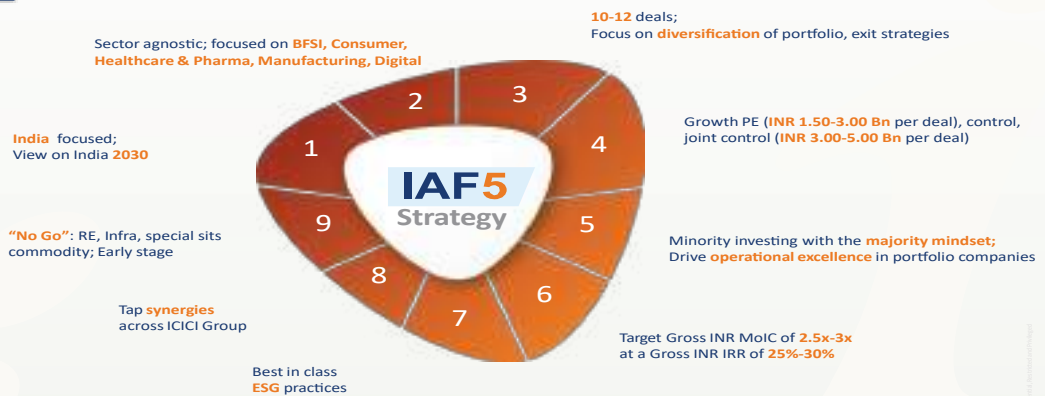 10-12 deals;
Focus on diversification of portfolio, exit strategies
Sector agnostic; focused on BFSI, Consumer,
Healthcare & Pharma, Manufacturing, Digital
Growth PE (INR 1.50-3.00 Bn per deal), control,
joint control (INR 3.00-5.00 Bn per deal)
India focused;
View on India 2030
1
2
3
4
5
6
7
8
9
IAF5
Strategy
"No Go": RE, Infra, special sits
commodity; Early stage
Minority investing with the majority mindset;
Drive operational excellence in portfolio companies
Tap synergies
across ICICI Group
Target Gross INR MoIC of 2.5x-3x
at a Gross INR IRR of 25%-30%
Best in class
ESG practices